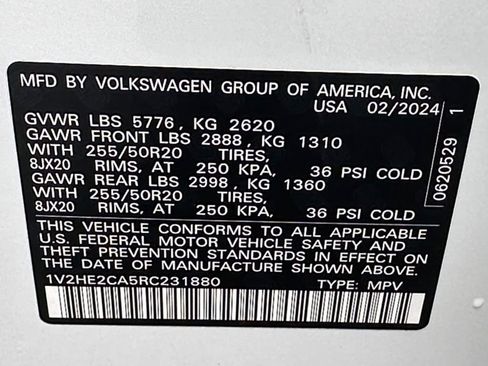 MFD BY VOLKSWAGEN GROUP OF AMERICA, INC.
USA 02/2024
GVWR LBS 5776 , KG 2620
GAWR FRONT LBS 2888 , KG 1310
WITH 255/50R20 TIRES,
8JX20 RIMS, AT 250 KPA, 36 PSI COLD
GAWR REAR LBS 2998 , KG 1360
WITH 255/50R20 TIRES,
8JX20 RIMS, AT 250 KPA, 36 PSI COLD
THIS VEHICLE CONFORMS TO ALL APPLICABLE
U.S. FEDERAL MOTOR VEHICLE SAFETY AND
THEFT PREVENTION STANDARDS IN EFFECT ON
THE DATE OF MANUFACTURE SHOWN ABOVE.
1V2HE2CA5RC231880 TYPE: MPV
0620529 1